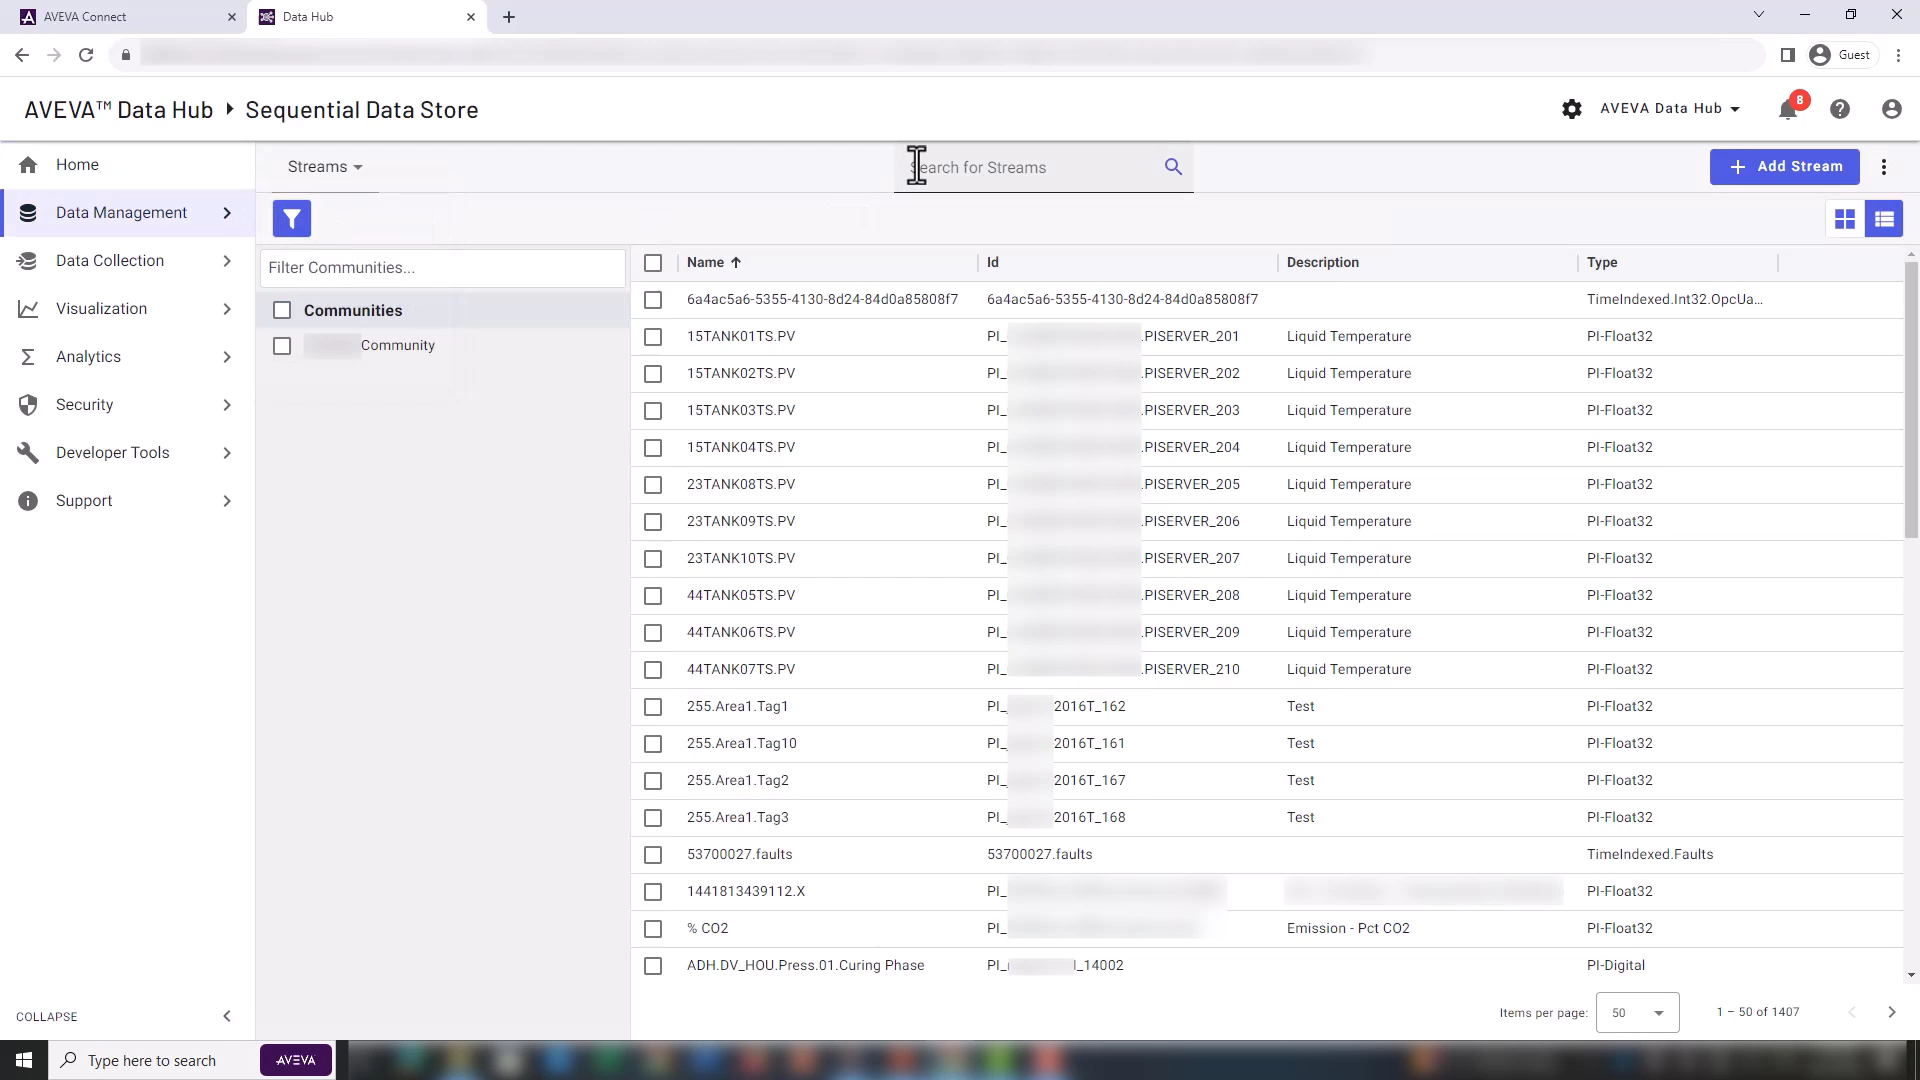 AVEVA Connect
Data Hub
Guest
AVEVA™ Data Hub Sequential Data Store
AVEVA Data Hub
8
Home
Data Management
Data Collection
Visualization
Analytics
Security
Developer Tools
Support
COLLAPSE
Streams
Search for Streams
Add Stream
Filter Communities...
Communities
Community
Name Id Description Type
6a4ac5a6-5355-4130-8d24-84d0a85808f7 6a4ac5a6-5355-4130-8d24-84d0a85808f7 TimeIndexed.Int32.OpcUa...
15TANK01TS.PV PI_ .PISERVER_201 Liquid Temperature PI-Float32
15TANK02TS.PV PI_ .PISERVER_202 Liquid Temperature PI-Float32
15TANK03TS.PV PI_ .PISERVER_203 Liquid Temperature PI-Float32
15TANK04TS.PV PI_ .PISERVER_204 Liquid Temperature PI-Float32
23TANK08TS.PV PI_ .PISERVER_205 Liquid Temperature PI-Float32
23TANK09TS.PV PI_ .PISERVER_206 Liquid Temperature PI-Float32
23TANK10TS.PV PI_ .PISERVER_207 Liquid Temperature PI-Float32
44TANK05TS.PV PI_ .PISERVER_208 Liquid Temperature PI-Float32
44TANK06TS.PV PI_ .PISERVER_209 Liquid Temperature PI-Float32
44TANK07TS.PV PI_ .PISERVER_210 Liquid Temperature PI-Float32
255.Area1.Tag1 PI_ 2016T_162 Test PI-Float32
255.Area1.Tag10 PI_ 2016T_161 Test PI-Float32
255.Area1.Tag2 PI_ 2016T_167 Test PI-Float32
255.Area1.Tag3 PI_ 2016T_168 Test PI-Float32
53700027.faults 53700027.faults TimeIndexed.Faults
1441813439112.X PI_ PI-Float32
% CO2 PI_ Emission - Pct CO2 PI-Float32
ADH.DV_HOU.Press.01.Curing Phase PI_ l_14002 PI-Digital
Items per page: 50 1 – 50 of 1407
Type here to search
AVEVA